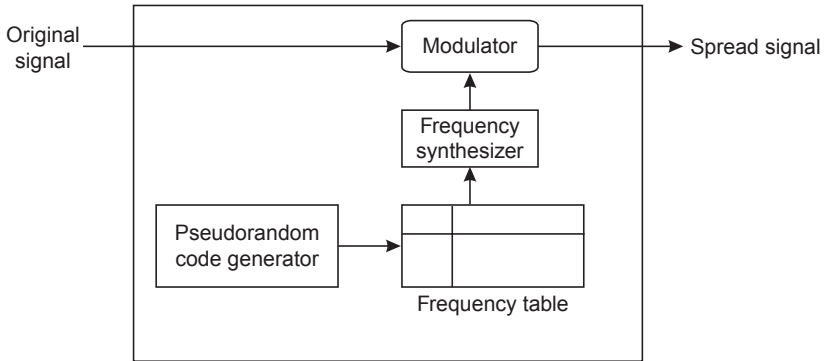 Original
signal
Modulator
Spread signal
Frequency
synthesizer
Pseudorandom
code generator
Frequency table